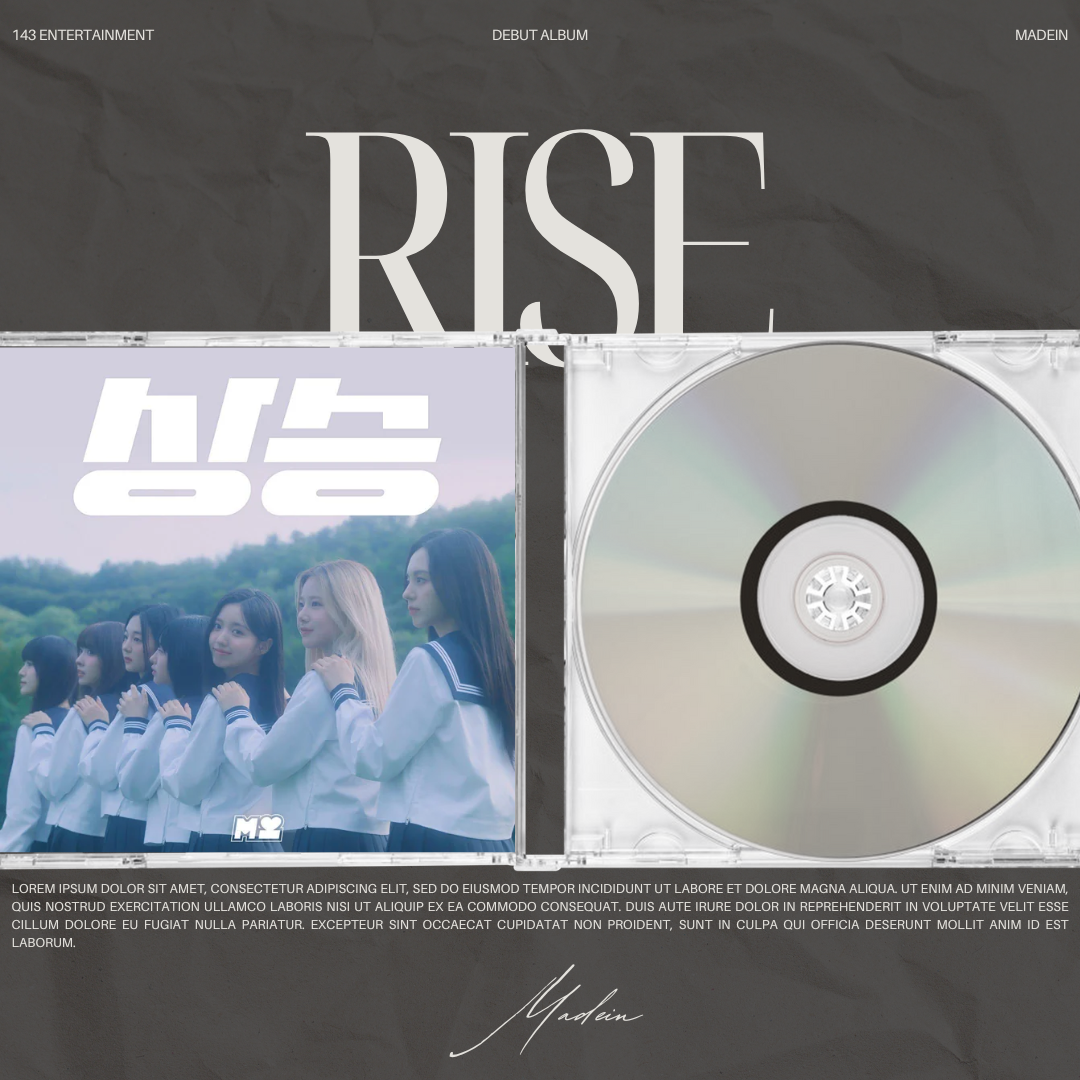 143 ENTERTAINMENT
DEBUT ALBUM
MADEIN
RISE
상승
M
LOREM IPSUM DOLOR SIT AMET, CONSECTETUR ADIPISCING ELIT, SED DO EIUSMOD TEMPOR INCIDIDUNT UT LABORE ET DOLORE MAGNA ALIQUA. UT ENIM AD MINIM VENIAM,
QUIS NOSTRUD EXERCITATION ULLAMCO LABORIS NISI UT ALIQUIP EX EA COMMODO CONSEQUAT. DUIS AUTE IRURE DOLOR IN REPREHENDERIT IN VOLUPTATE VELIT ESSE
CILLUM DOLORE EU FUGIAT NULLA PARIATUR. EXCEPTEUR SINT OCCAECAT CUPIDATAT NON PROIDENT, SUNT IN CULPA QUI OFFICIA DESERUNT MOLLIT ANIM ID EST
LABORUM.
Madein